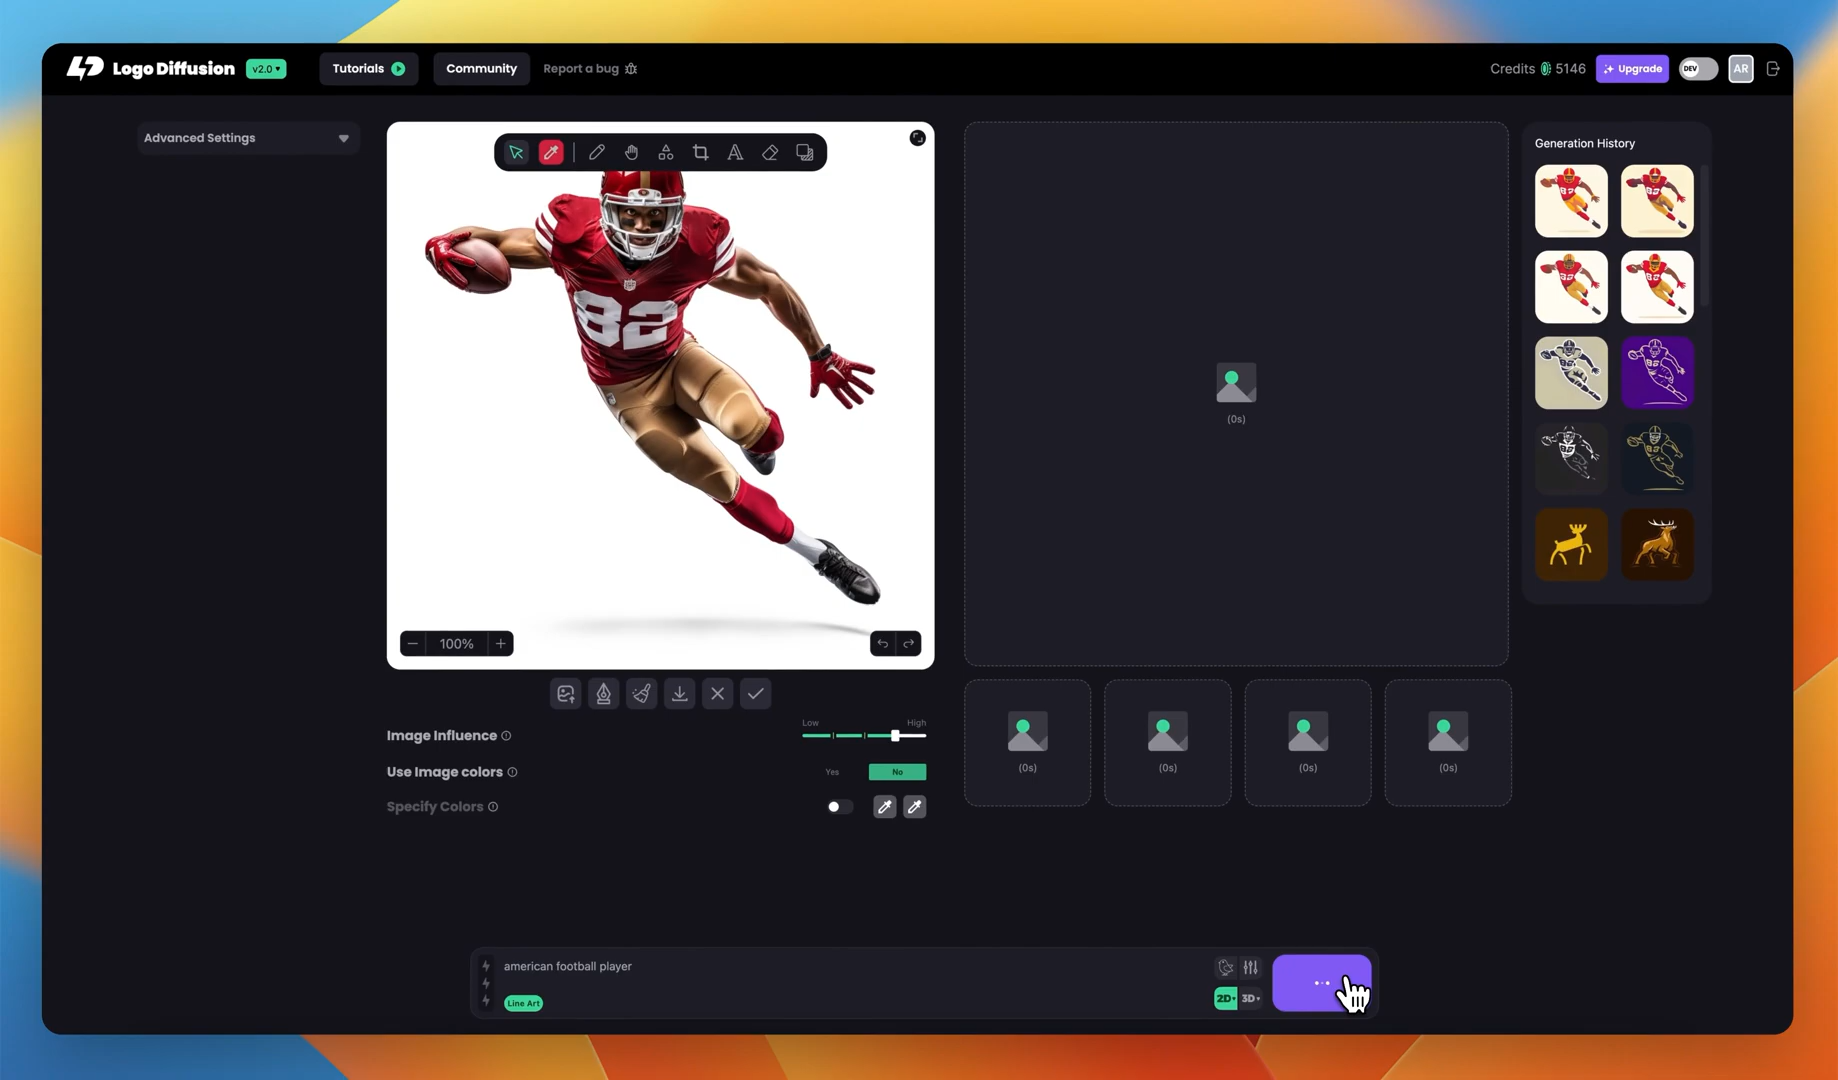 Logo Diffusion
v2.0
Tutorials
Community
Report a bug
Credits
5146
Upgrade
DEV
AR
Advanced Settings
82
100%
Image Influence
Low
High
Use Image colors
Yes
No
Specify Colors
(0s)
(0s)
(0s)
(0s)
(0s)
Generation History
american football player
Line Art
2D
3D